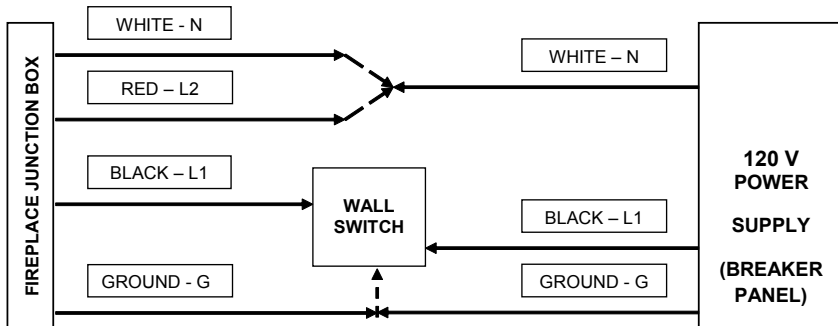 FIREPLACE JUNCTION BOX
WHITE - N
RED – L2
BLACK – L1
GROUND - G
WALL
SWITCH
WHITE – N
BLACK – L1
GROUND - G
120 V
POWER
SUPPLY
(BREAKER
PANEL)